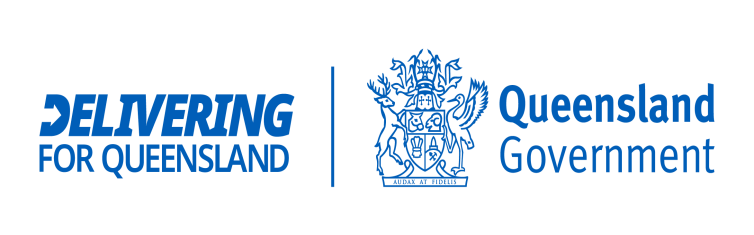 DELIVERING
FOR QUEENSLAND
AUDAX AT FIDELIS
Queensland
Government